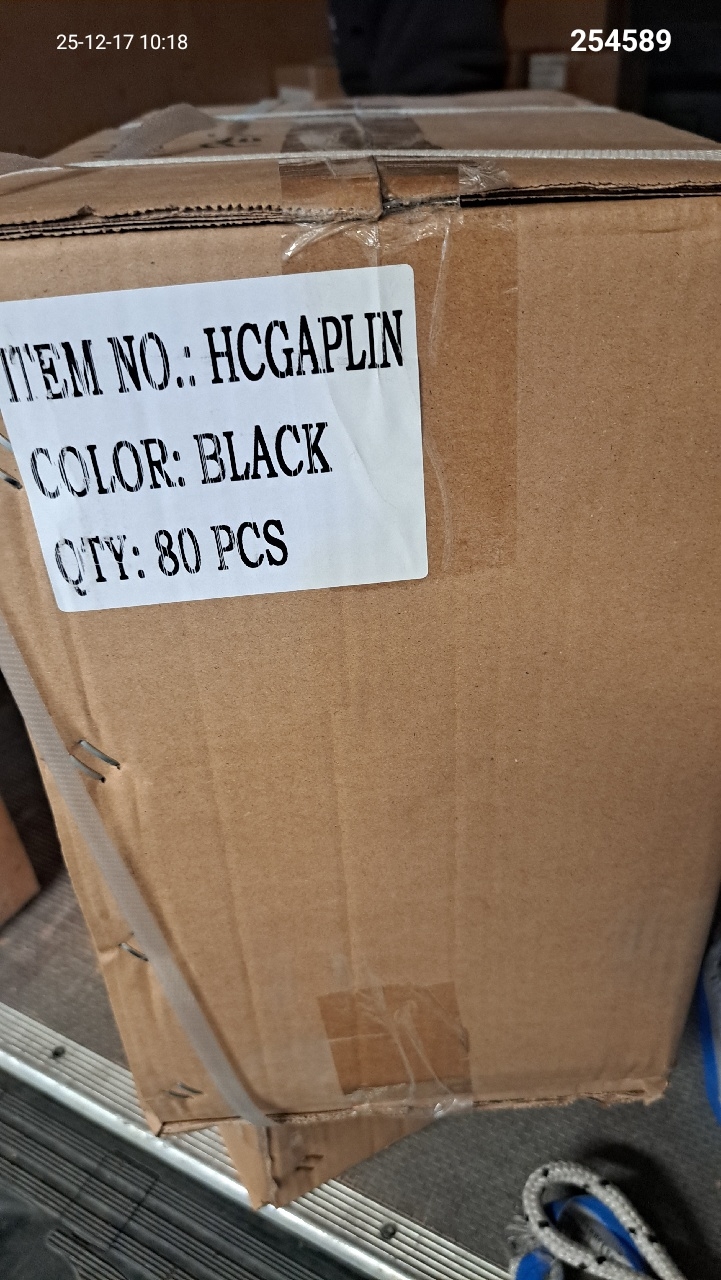 25-12-17 10:18
254589
ITEM NO.: HCGAPLIN
COLOR: BLACK
QTY: 80 PCS